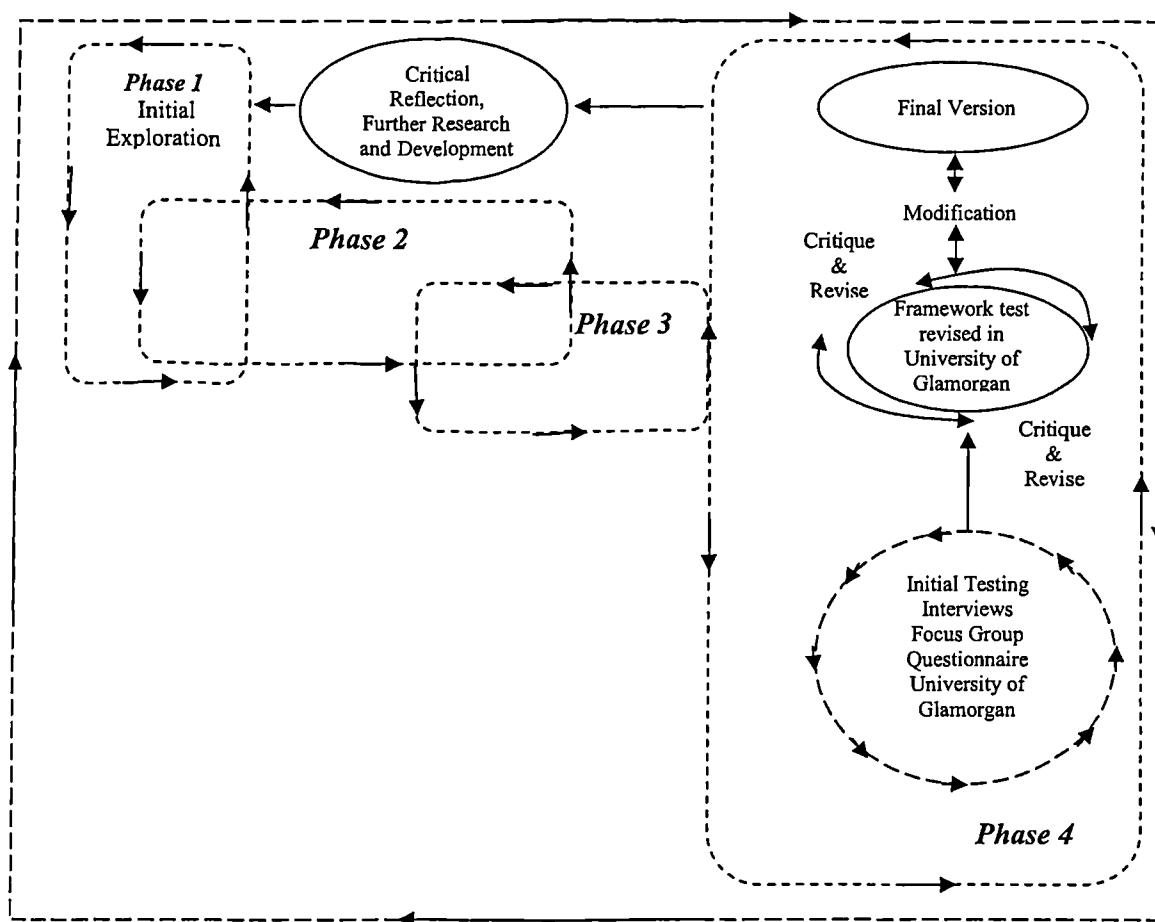 Phase 1
Initial
Exploration
Critical
Reflection,
Further Research
and Development
Phase 2
Phase 3
Final Version
Modification
Critique
&
Revise
Framework test
revised in
University of
Glamorgan
Critique
&
Revise
Initial Testing
Interviews
Focus Group
Questionnaire
University of
Glamorgan
Phase 4